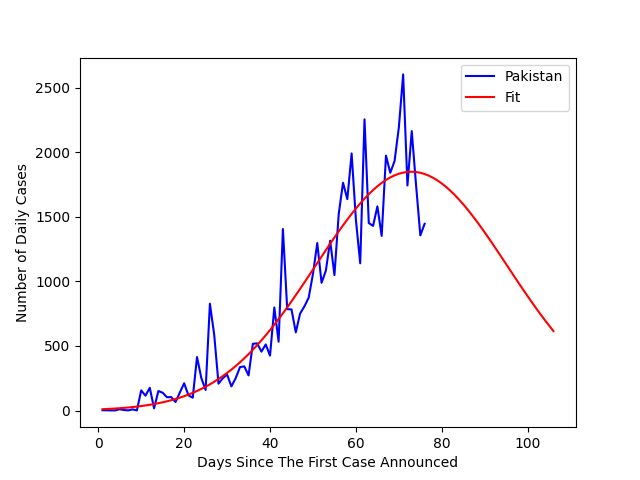 Pakistan
Fit
Number of Daily Cases
2500
2000
1500
1000
500
0
0 20 40 60 80 100
Days Since The First Case Announced